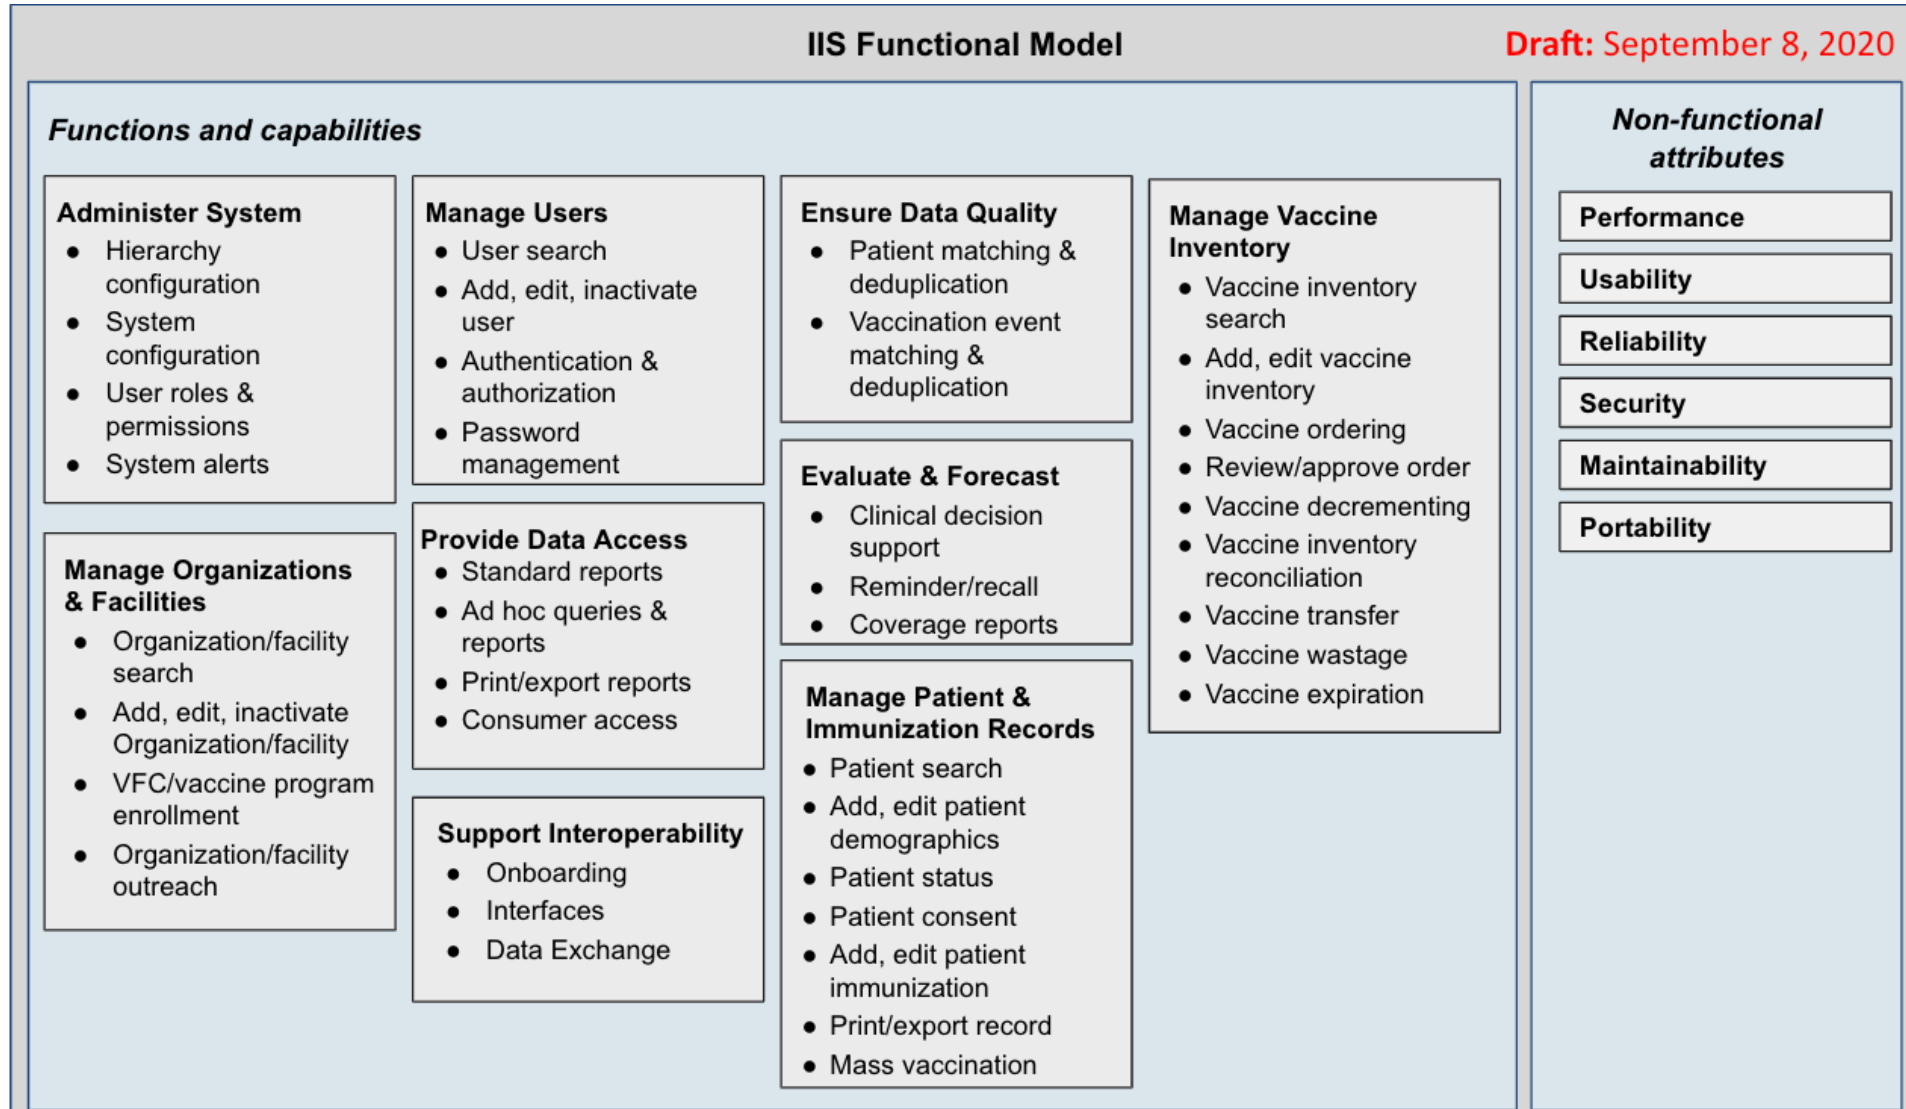 IIS Functional Model
Draft: September 8, 2020
Functions and capabilities
Administer System
● Hierarchy
configuration
● System
configuration
● User roles &
permissions
● System alerts
Manage Organizations
& Facilities
● Organization/facility
search
● Add, edit, inactivate
Organization/facility
● VFC/vaccine program
enrollment
● Organization/facility
outreach
Manage Users
● User search
● Add, edit, inactivate
user
● Authentication &
authorization
● Password
management
Provide Data Access
● Standard reports
● Ad hoc queries &
reports
● Print/export reports
● Consumer access
Support Interoperability
● Onboarding
● Interfaces
● Data Exchange
Ensure Data Quality
● Patient matching &
deduplication
● Vaccination event
matching &
deduplication
Evaluate & Forecast
● Clinical decision
support
● Reminder/recall
● Coverage reports
Manage Patient &
Immunization Records
● Patient search
● Add, edit patient
demographics
● Patient status
● Patient consent
● Add, edit patient
immunization
● Print/export record
● Mass vaccination
Manage Vaccine
Inventory
● Vaccine inventory
search
● Add, edit vaccine
inventory
● Vaccine ordering
● Review/approve order
● Vaccine decrementing
● Vaccine inventory
reconciliation
● Vaccine transfer
● Vaccine wastage
● Vaccine expiration
Non-functional
attributes
Performance
Usability
Reliability
Security
Maintainability
Portability